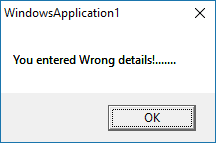 WindowsApplication1
You entered Wrong details!.......
OK